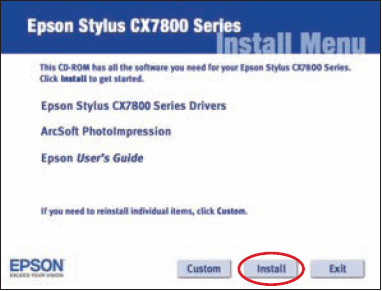 Epson Stylus CX7800 Series
Install Menu
This CD-ROM has all the software you need for your Epson Stylus CX7800 Series.
Click Install to get started.
Epson Stylus CX7800 Series Drivers
ArcSoft PhotoImpression
Epson User's Guide
If you need to reinstall individual items, click Custom.
EPSON
EXCEED YOUR VISION
Custom
Install
Exit